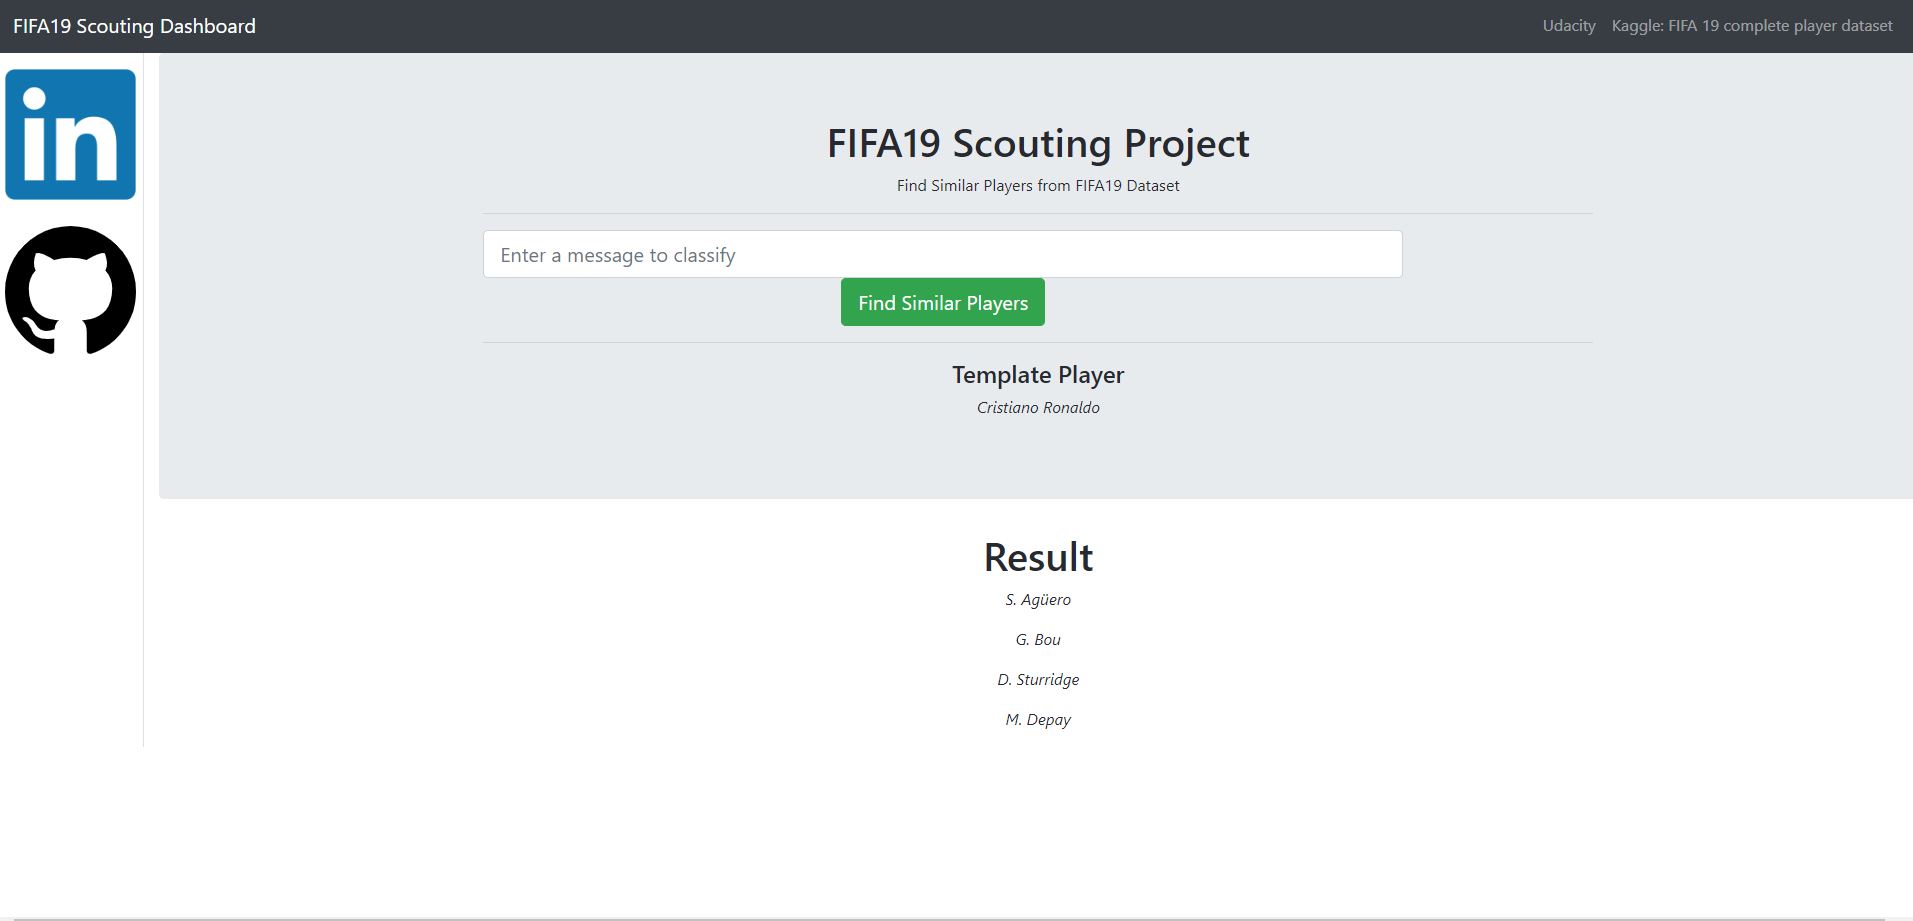 FIFA19 Scouting Dashboard
Udacity Kaggle: FIFA 19 complete player dataset
in
FIFA19 Scouting Project
Find Similar Players from FIFA19 Dataset
Enter a message to classify
Find Similar Players
Template Player
Cristiano Ronaldo
Result
S. Agüero
G. Bou
D. Sturridge
M. Depay